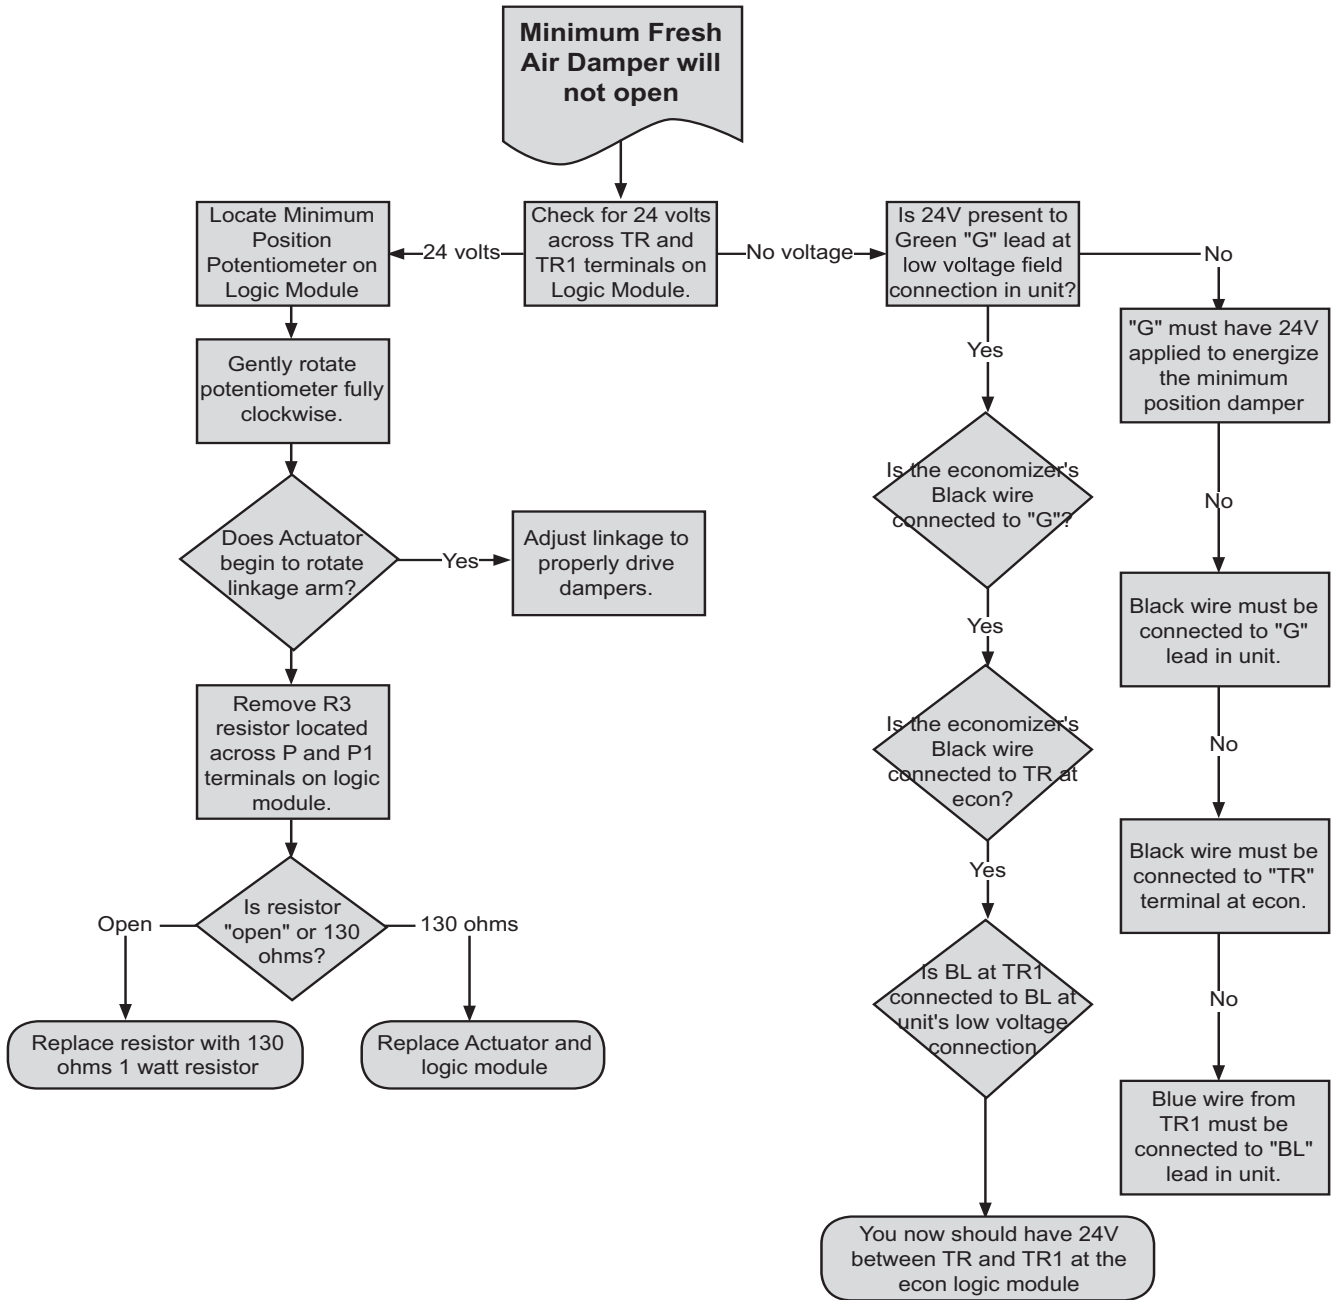 Minimum Fresh
Air Damper will
not open
Locate Minimum
Position
Potentiometer on
Logic Module
24 volts
Check for 24 volts
across TR and
TR1 terminals on
Logic Module.
No voltage
Is 24V present to
Green "G" lead at
low voltage field
connection in unit?
No
"G" must have 24V
applied to energize
the minimum
position damper
Gently rotate
potentiometer fully
clockwise.
Yes
Is the economizer's
Black wire
connected to "G"?
No
Does Actuator
begin to rotate
linkage arm?
Yes
Adjust linkage to
properly drive
dampers.
Black wire must be
connected to "G"
lead in unit.
Yes
Remove R3
resistor located
across P and P1
terminals on logic
module.
Is the economizer's
Black wire
connected to TR at
econ?
No
Black wire must be
connected to "TR"
terminal at econ.
Yes
Open
Is resistor
"open" or 130
ohms?
130 ohms
Is BL at TR1
connected to BL at
unit's low voltage
connection
No
Replace resistor with 130
ohms 1 watt resistor
Replace Actuator and
logic module
Blue wire from
TR1 must be
connected to "BL"
lead in unit.
You now should have 24V
between TR and TR1 at the
econ logic module